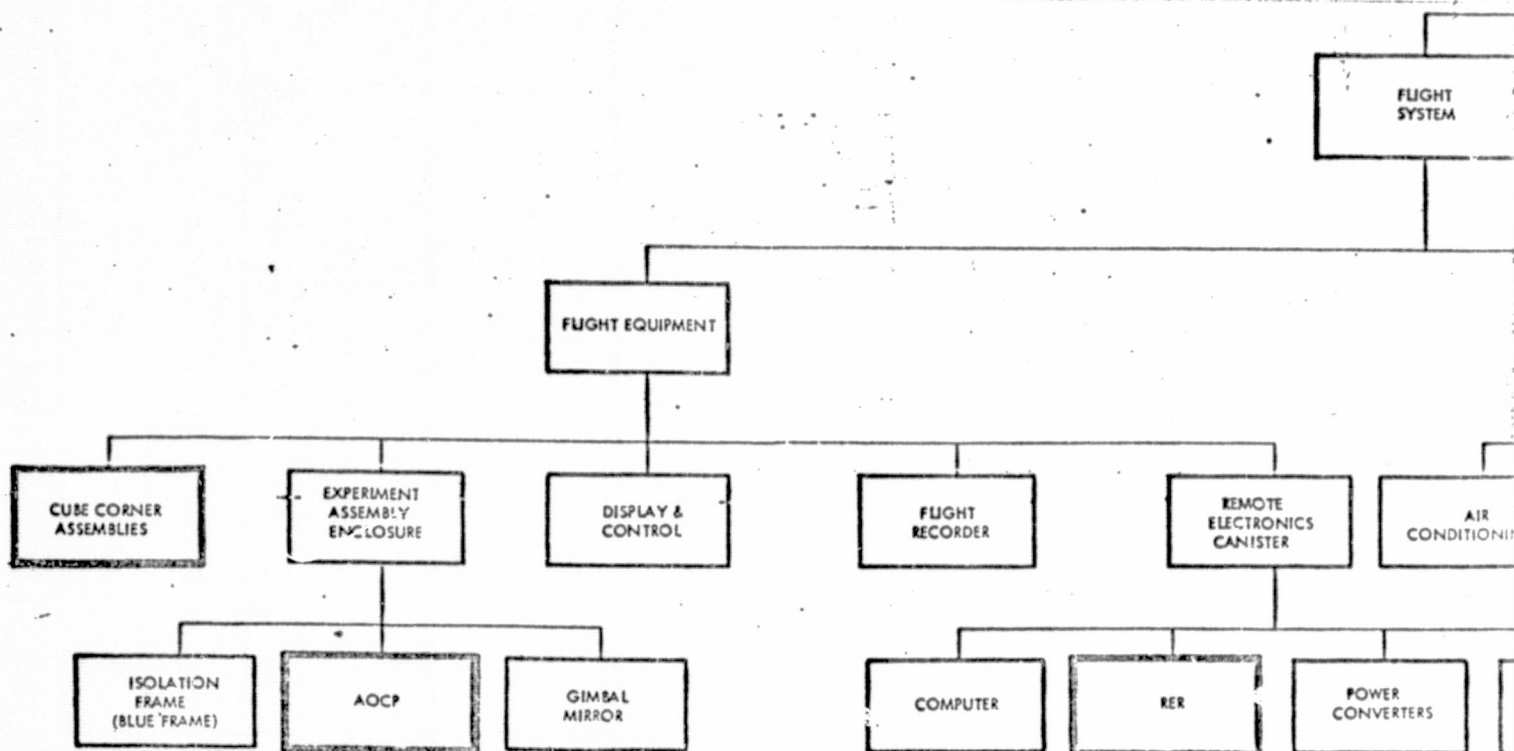 FLIGHT
SYSTEM
FLIGHT EQUIPMENT
CUBE CORNER
ASSEMBLIES
EXPERIMENT
ASSEMBLY
ENCLOSURE
DISPLAY &
CONTROL
FLIGHT
RECORDER
REMOTE
ELECTRONICS
CANISTER
AIR
CONDITIONIN
ISOLATION
FRAME
(BLUE FRAME)
AOCP
GIMBAL
MIRROR
COMPUTER
RER
POWER
CONVERTERS